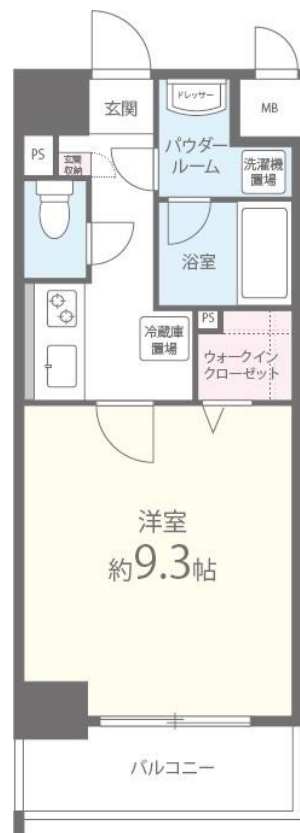 玄関
ドレッサー
MB
パウダー
ルーム
PS
玄関
収納
洗濯機
置場
浴室
PS
冷蔵庫
置場
ウォークイン
クローゼット
洋室
約9.3帖
バルコニー